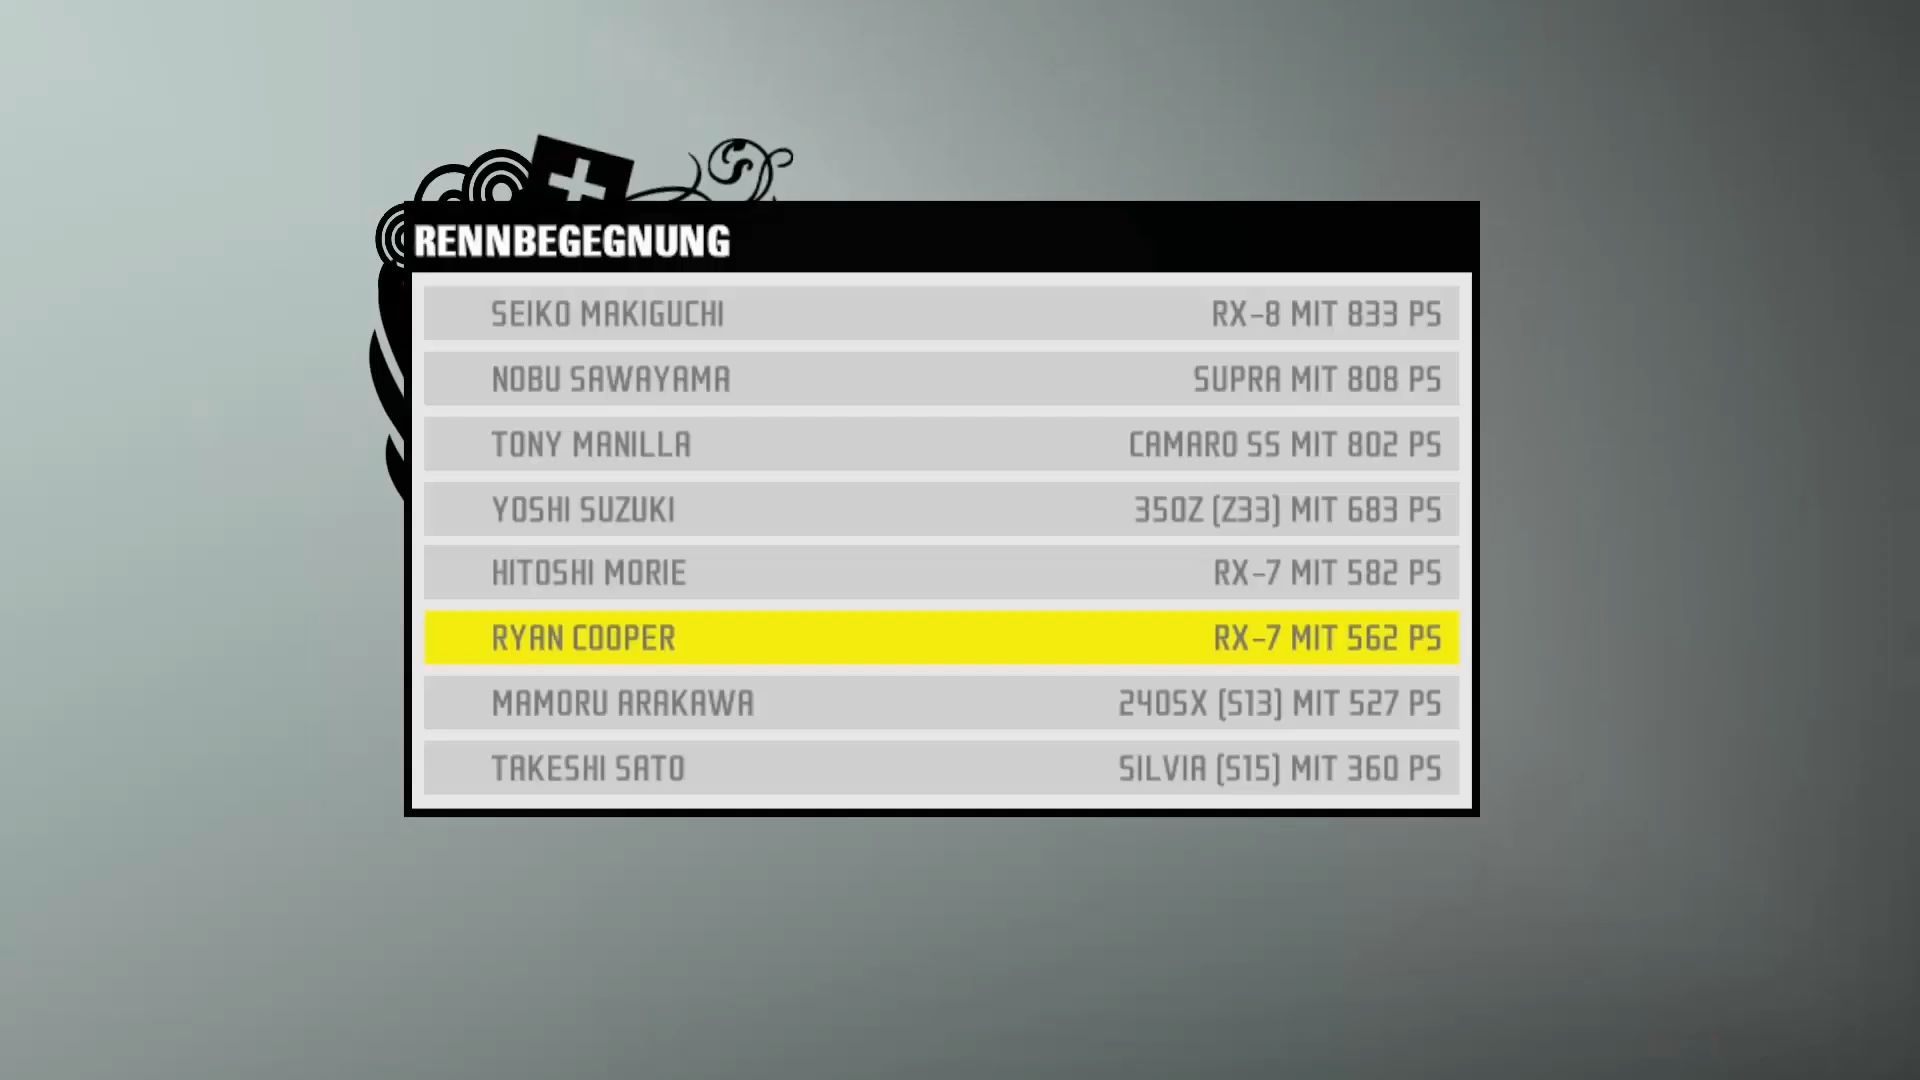 RENNBEGEGNUNG
SEIKO MAKIGUCHI RX-8 MIT 833 PS
NOBU SAWAYAMA SUPRA MIT 808 PS
TONY MANILLA CAMARO SS MIT 802 PS
YOSHI SUZUKI 350Z (Z33) MIT 683 PS
HITOSHI MORIE RX-7 MIT 582 PS
RYAN COOPER RX-7 MIT 562 PS
MAMORU ARAKAWA 240SX (S13) MIT 527 PS
TAKESHI SATO SILVIA (S15) MIT 360 PS